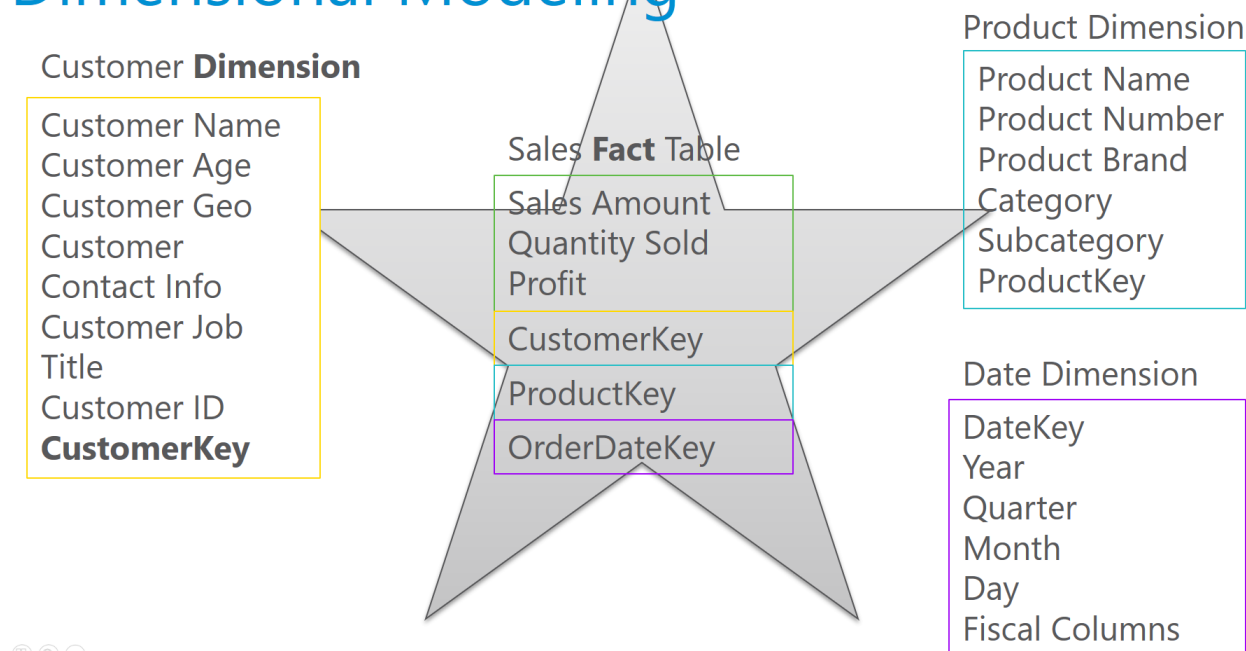 Dimensional Modelling
Customer Dimension
Customer Name
Customer Age
Customer Geo
Customer
Contact Info
Customer Job
Title
Customer ID
CustomerKey
Sales Fact Table
Sales Amount
Quantity Sold
Profit
CustomerKey
ProductKey
OrderDateKey
Product Dimension
Product Name
Product Number
Product Brand
Category
Subcategory
ProductKey
Date Dimension
DateKey
Year
Quarter
Month
Day
Fiscal Columns